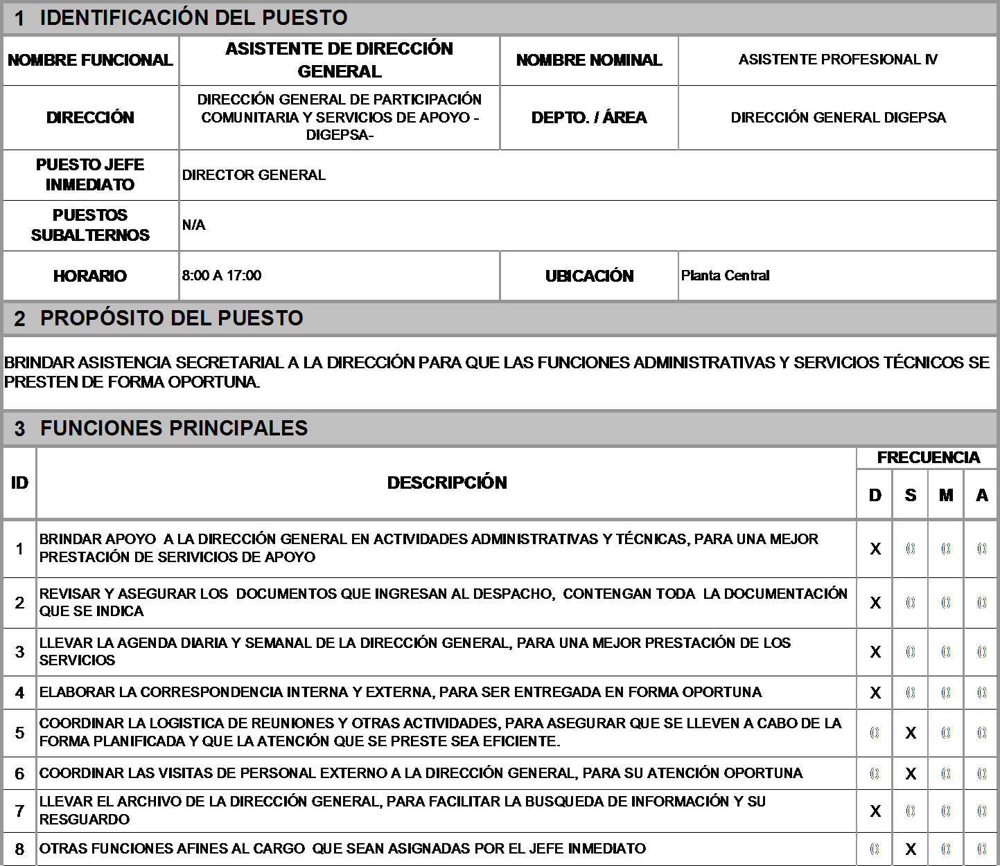 1 IDENTIFICACIÓN DEL PUESTO
NOMBRE FUNCIONAL
ASISTENTE DE DIRECCIÓN
GENERAL
NOMBRE NOMINAL
ASISTENTE PROFESIONAL IV
DIRECCIÓN
DIRECCIÓN GENERAL DE PARTICIPACIÓN
COMUNITARIA Y SERVICIOS DE APOYO -
DIGEPSA-
DEPTO. / ÁREA
DIRECCIÓN GENERAL DIGEPSA
PUESTO JEFE
INMEDIATO
DIRECTOR GENERAL
PUESTOS
SUBALTERNOS
N/A
HORARIO
8:00 A 17:00
UBICACIÓN
Planta Central
2 PROPÓSITO DEL PUESTO
BRINDAR ASISTENCIA SECRETARIAL A LA DIRECCIÓN PARA QUE LAS FUNCIONES ADMINISTRATIVAS Y SERVICIOS TÉCNICOS SE
PRESTEN DE FORMA OPORTUNA.
3 FUNCIONES PRINCIPALES
ID
DESCRIPCIÓN
FRECUENCIA
D S M A
1 BRINDAR APOYO  A LA DIRECCIÓN GENERAL EN ACTIVIDADES ADMINISTRATIVAS Y TÉCNICAS, PARA UNA MEJOR
PRESTACIÓN DE SERIVICIOS DE APOYO
X 0 0 0
2 REVISAR Y ASEGURAR LOS  DOCUMENTOS QUE INGRESAN AL DESPACHO,  CONTENGAN TODA  LA DOCUMENTACIÓN
QUE SE INDICA
X 0 0 0
3 LLEVAR LA AGENDA DIARIA Y SEMANAL DE LA DIRECCIÓN GENERAL, PARA UNA MEJOR PRESTACIÓN DE LOS
SERVICIOS
X 0 0 0
4 ELABORAR LA CORRESPONDENCIA INTERNA Y EXTERNA, PARA SER ENTREGADA EN FORMA OPORTUNA
X 0 0 0
5 COORDINAR LA LOGISTICA DE REUNIONES Y OTRAS ACTIVIDADES, PARA ASEGURAR QUE SE LLEVEN A CABO DE LA
FORMA PLANIFICADA Y QUE LA ATENCIÓN QUE SE PRESTE SEA EFICIENTE.
0 X 0 0
6 COORDINAR LAS VISITAS DE PERSONAL EXTERNO A LA DIRECCIÓN GENERAL, PARA SU ATENCIÓN OPORTUNA
0 X 0 0
7 LLEVAR EL ARCHIVO DE LA DIRECCIÓN GENERAL, PARA FACILITAR LA BUSQUEDA DE INFORMACIÓN Y SU
RESGUARDO
X 0 0 0
8 OTRAS FUNCIONES AFINES AL CARGO  QUE SEAN ASIGNADAS POR EL JEFE INMEDIATO
0 X 0 0